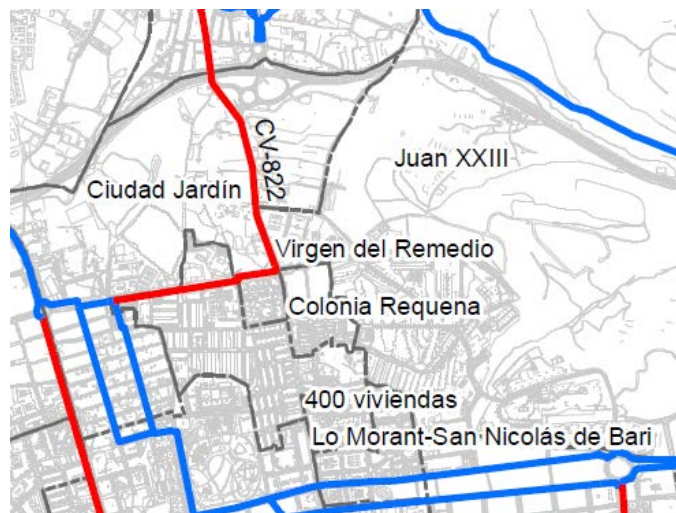 CV-822
Juan XXIII
Ciudad Jardín
Virgen del Remedio
Colonia Requena
400 viviendas
Lo Morant-San Nicolás de Bari